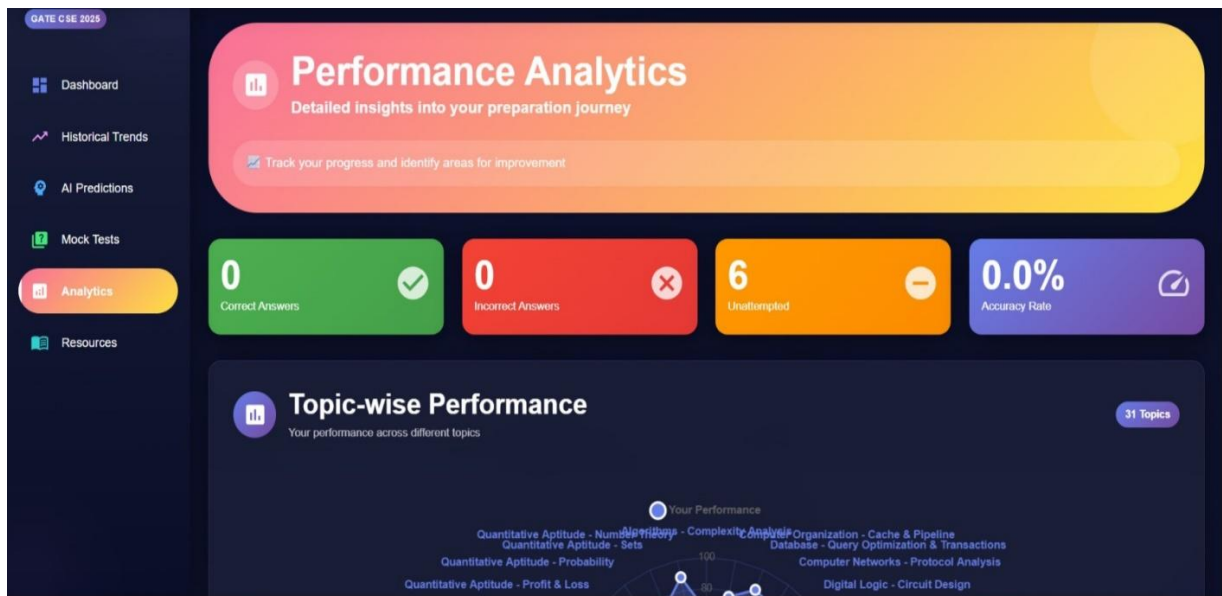 GATE CSE 2025
Dashboard
Historical Trends
AI Predictions
Mock Tests
Analytics
Resources
Performance Analytics
Detailed insights into your preparation journey
Track your progress and identify areas for improvement
0
Correct Answers
0
Incorrect Answers
6
Unattempted
0.0%
Accuracy Rate
Topic-wise Performance
Your performance across different topics
31 Topics
Your Performance
Algorithms - Complexity Analysis
Quantitative Aptitude - Number Theory
Computer Organization - Cache & Pipeline
Quantitative Aptitude - Sets
Database - Query Optimization & Transactions
Quantitative Aptitude - Probability
100
Computer Networks - Protocol Analysis
Quantitative Aptitude - Profit & Loss
80
Digital Logic - Circuit Design